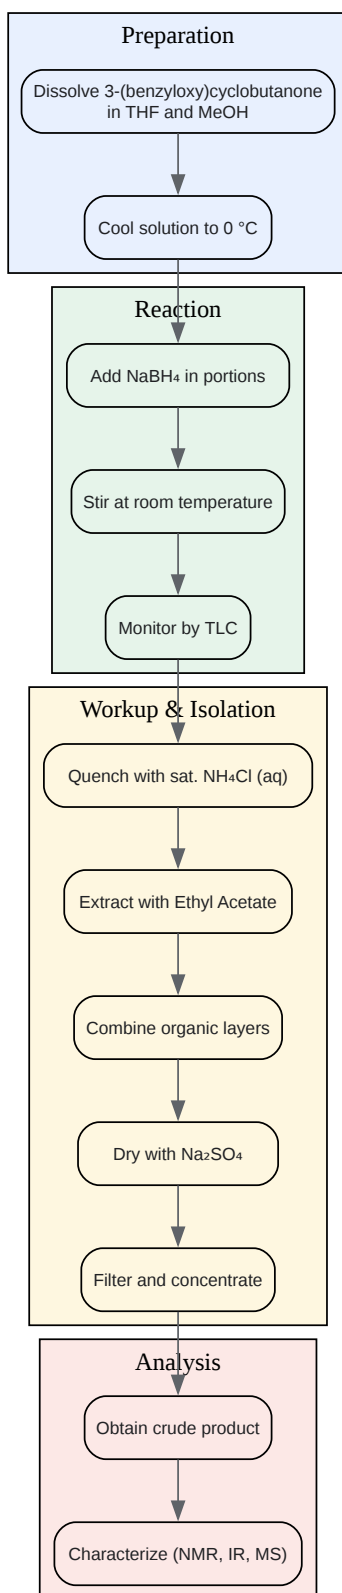 Preparation
Dissolve 3-(benzyloxy)cyclobutanone
in THF and MeOH
Cool solution to 0 °C
Reaction
Add NaBH₄ in portions
Stir at room temperature
Monitor by TLC
Workup & Isolation
Quench with sat. NH₄Cl (aq)
Extract with Ethyl Acetate
Combine organic layers
Dry with Na₂SO₄
Filter and concentrate
Analysis
Obtain crude product
Characterize (NMR, IR, MS)